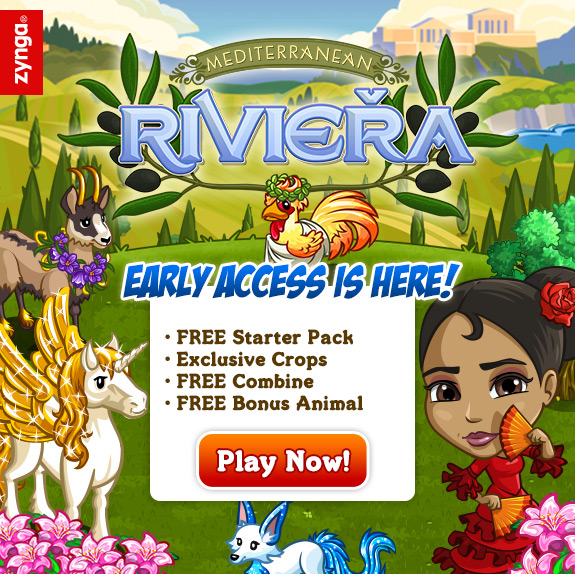 zynga®
MEDITERRANEAN
RIVIEŘA
EARLY ACCESS IS HERE!
• FREE Starter Pack
• Exclusive Crops
• FREE Combine
• FREE Bonus Animal
Play Now!